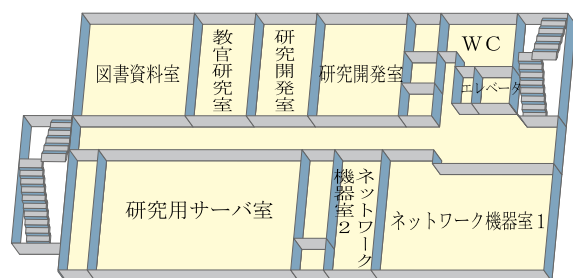 図書資料室
教官研究室
研究開発室
研究開発室
WC
エレベータ
研究用サーバ室
ネットワーク
機器室2
ネットワーク機器室1